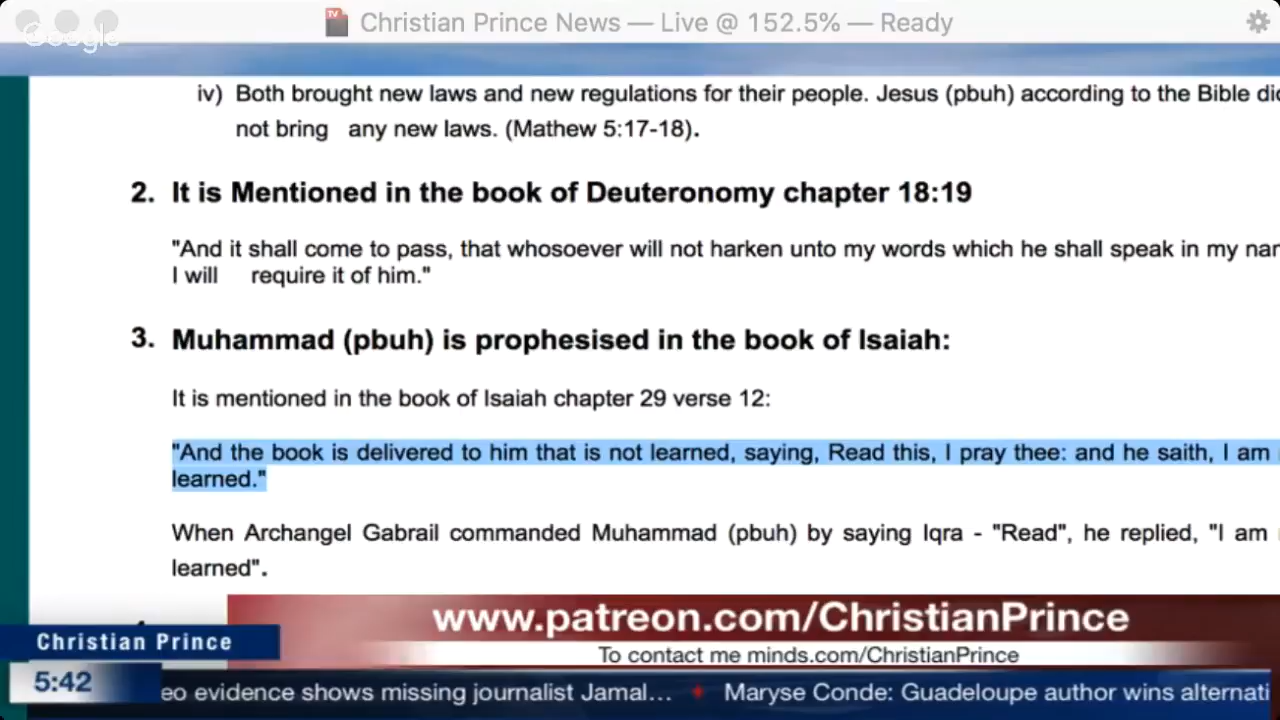 Google
TV
Christian Prince News — Live @ 152.5% — Ready
iv) Both brought new laws and new regulations for their people. Jesus (pbuh) according to the Bible
not bring any new laws. (Mathew 5:17-18).
2. It is Mentioned in the book of Deuteronomy chapter 18:19
"And it shall come to pass, that whosoever will not harken unto my words which he shall speak in my
I will require it of him."
3. Muhammad (pbuh) is prophesised in the book of Isaiah:
It is mentioned in the book of Isaiah chapter 29 verse 12:
"And the book is delivered to him that is not learned, saying, Read this, I pray thee: and he saith, I am
learned."
When Archangel Gabrail commanded Muhammad (pbuh) by saying Iqra - "Read", he replied, "I am
learned".
www.patreon.com/ChristianPrince
Christian Prince
To contact me minds.com/ChristianPrince
5:42
eo evidence shows missing journalist Jamal... Maryse Conde: Guadeloupe author wins alternati